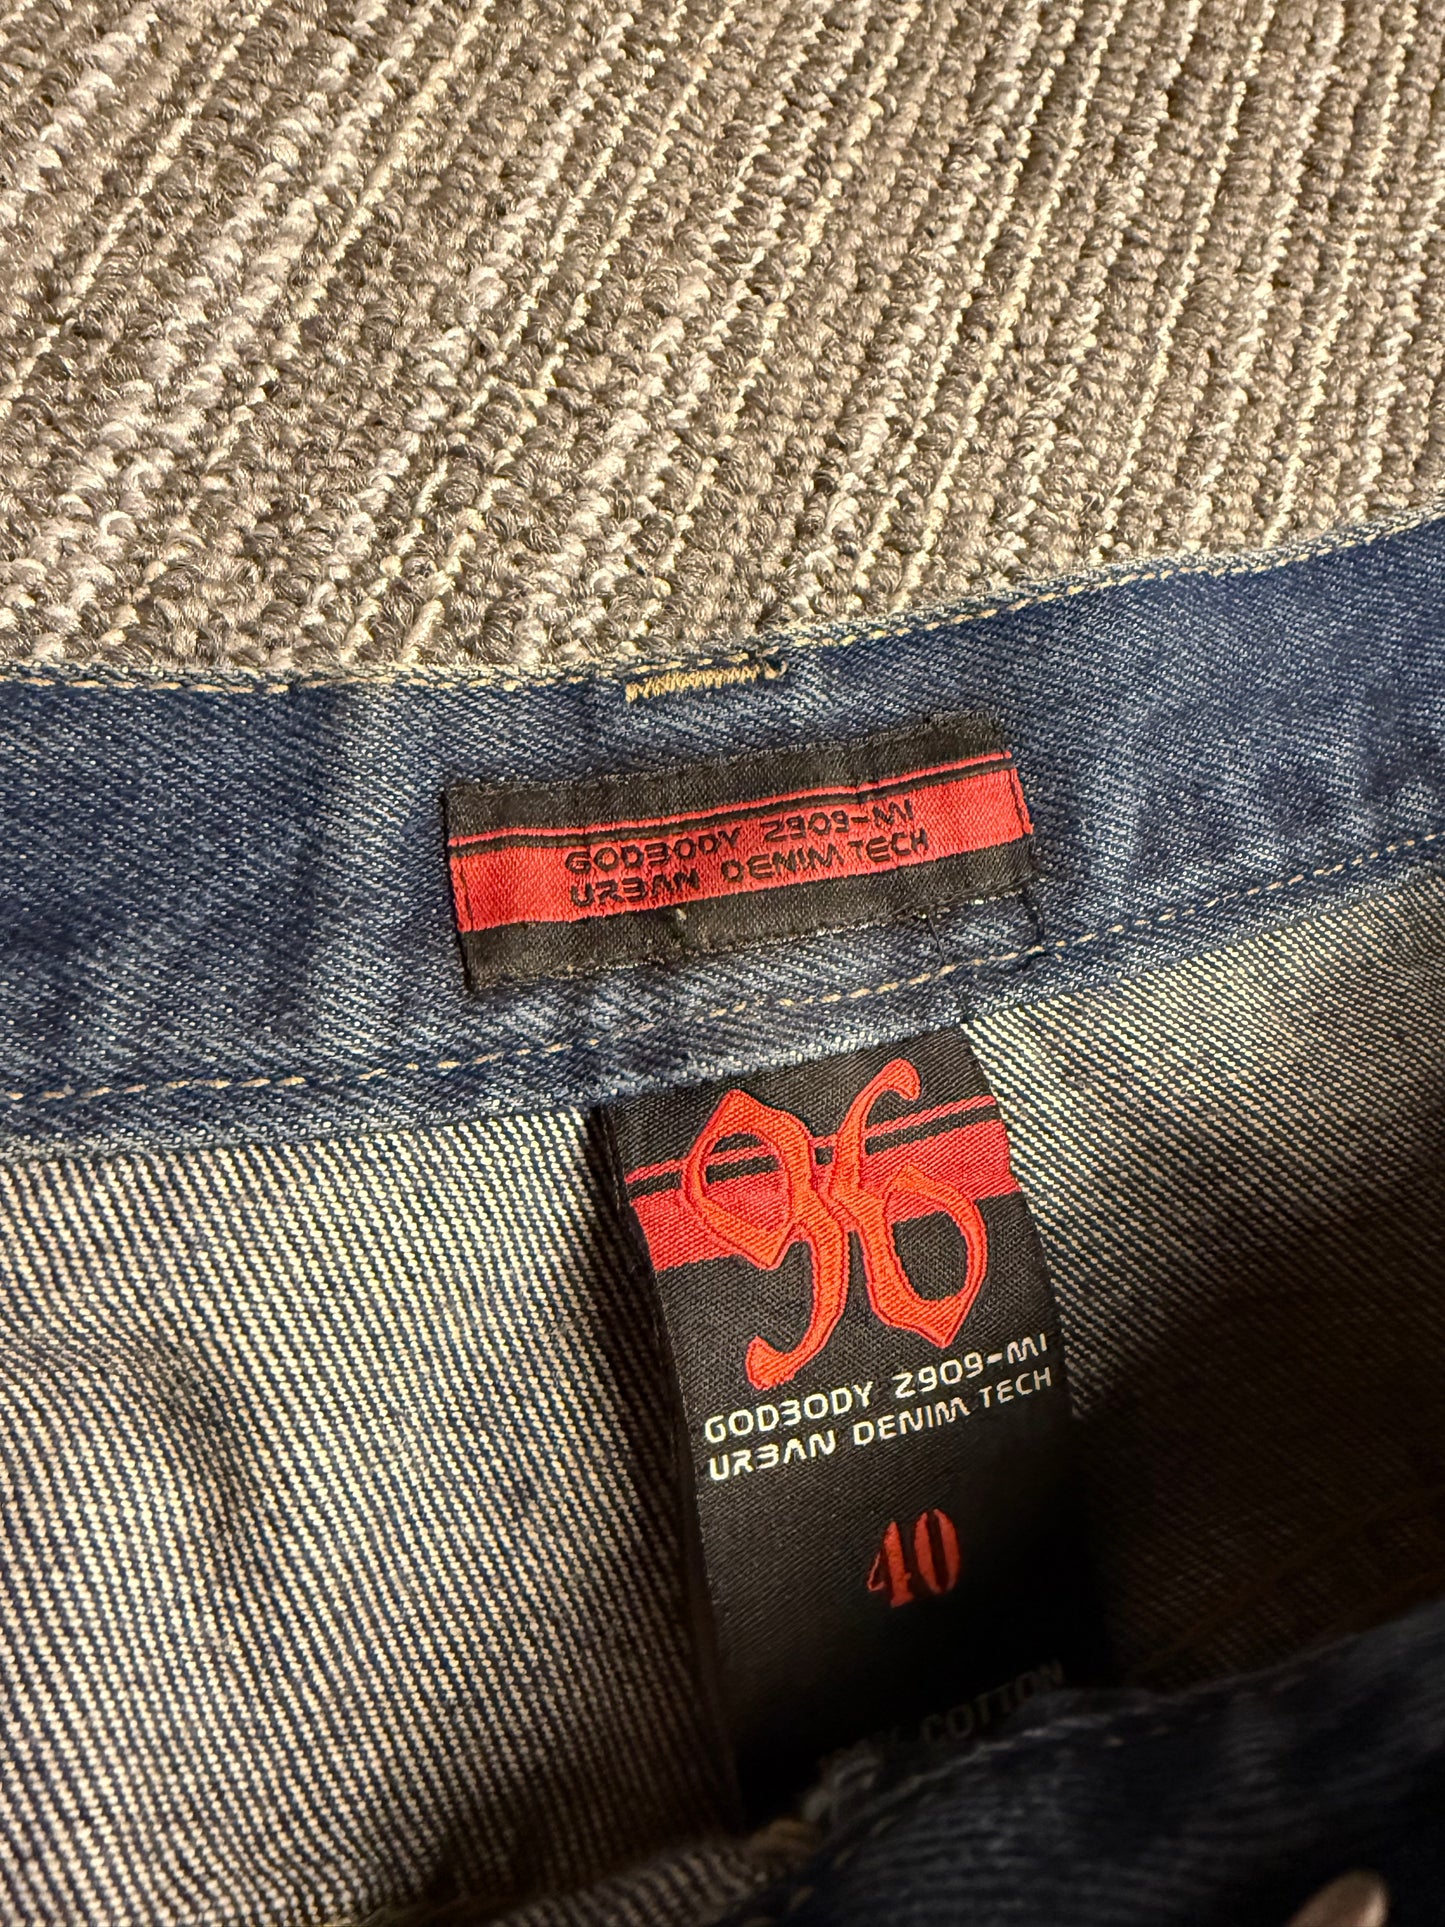 GODBODY Z909-MI
URBAN DENIM TECH
96
GODBODY Z909-MI
URBAN DENIM TECH
40
COTTON